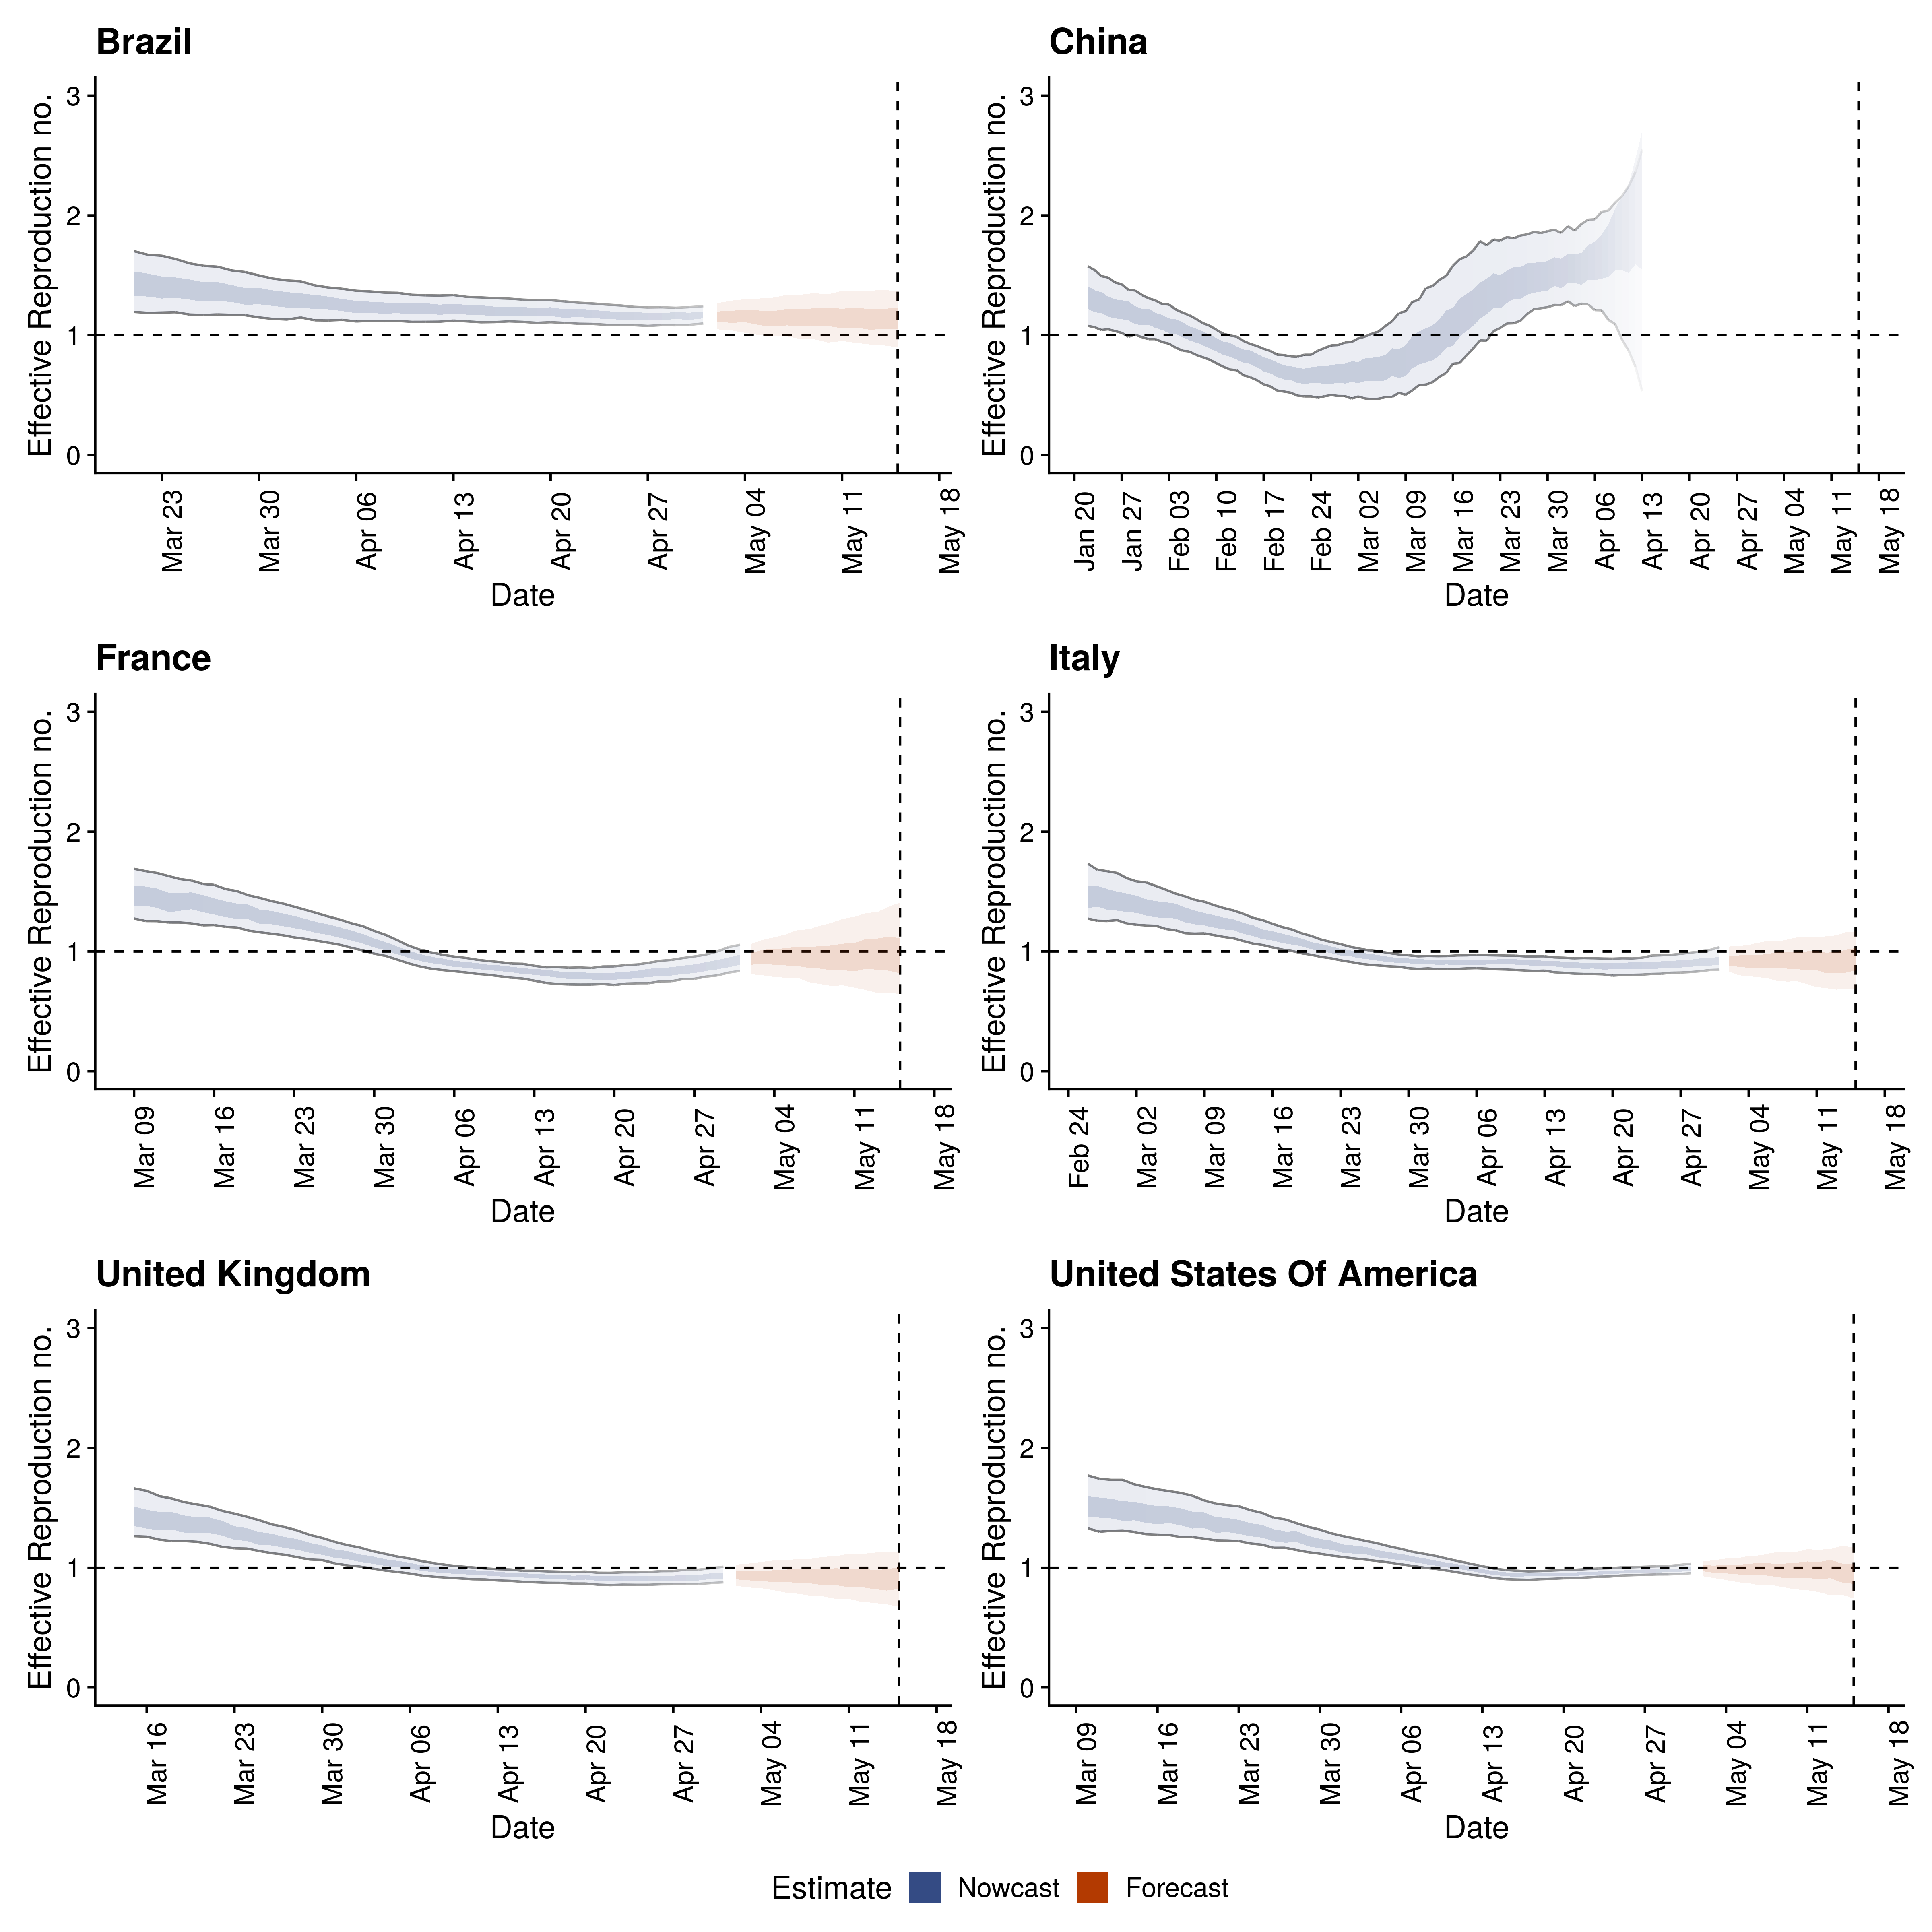 Brazil
Effective Reproduction no.
3
2
1
0
Mar 23
Mar 30
Apr 06
Apr 13
Apr 20
Apr 27
May 04
May 11
May 18
Date
China
Effective Reproduction no.
3
2
1
0
Jan 20
Jan 27
Feb 03
Feb 10
Feb 17
Feb 24
Mar 02
Mar 09
Mar 16
Mar 23
Mar 30
Apr 06
Apr 13
Apr 20
Apr 27
May 04
May 11
May 18
Date
France
Effective Reproduction no.
3
2
1
0
Mar 09
Mar 16
Mar 23
Mar 30
Apr 06
Apr 13
Apr 20
Apr 27
May 04
May 11
May 18
Date
Italy
Effective Reproduction no.
3
2
1
0
Feb 24
Mar 02
Mar 09
Mar 16
Mar 23
Mar 30
Apr 06
Apr 13
Apr 20
Apr 27
May 04
May 11
May 18
Date
United Kingdom
Effective Reproduction no.
3
2
1
0
Mar 16
Mar 23
Mar 30
Apr 06
Apr 13
Apr 20
Apr 27
May 04
May 11
May 18
Date
United States Of America
Effective Reproduction no.
3
2
1
0
Mar 09
Mar 16
Mar 23
Mar 30
Apr 06
Apr 13
Apr 20
Apr 27
May 04
May 11
May 18
Date
Estimate Nowcast Forecast